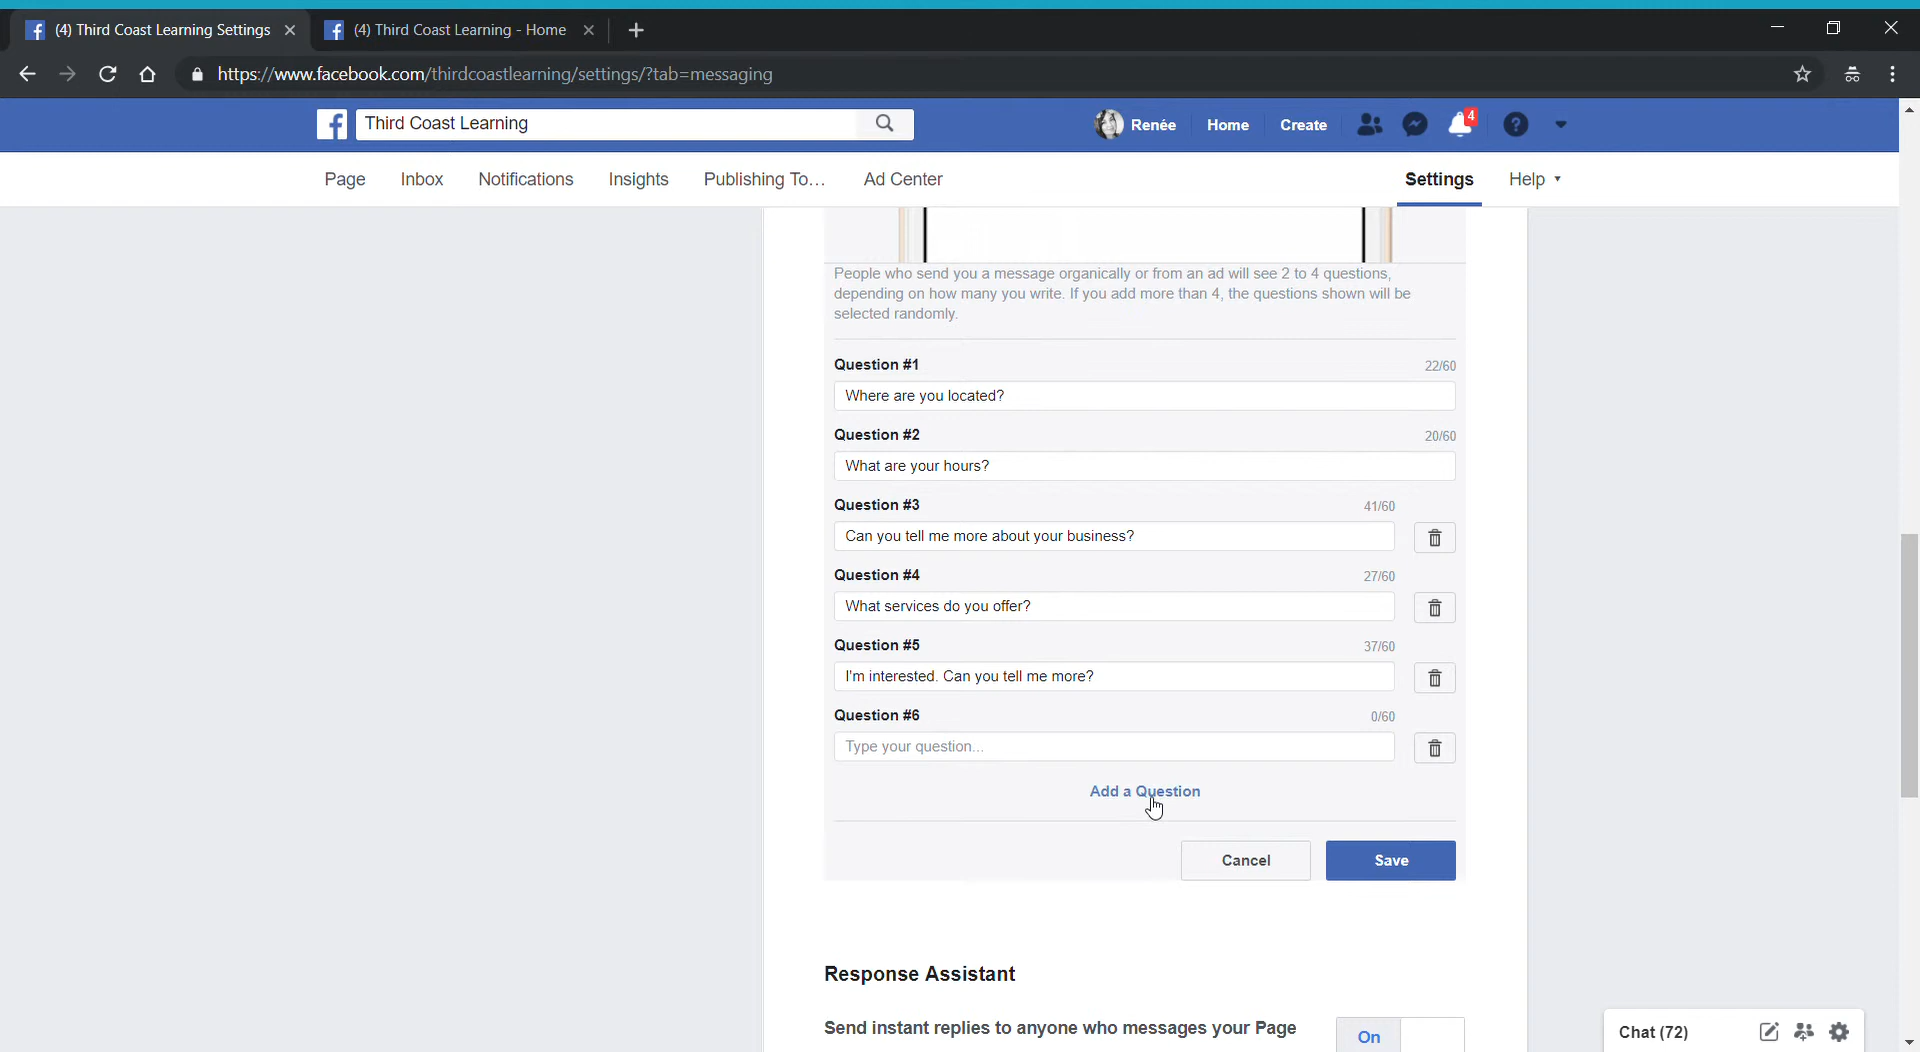 (4) Third Coast Learning Settings
(4) Third Coast Learning - Home
https://www.facebook.com/thirdcoastlearning/settings/?tab=messaging
Third Coast Learning
Renée
Home
Create
4
Page
Inbox
Notifications
Insights
Publishing To...
Ad Center
Settings
Help
People who send you a message organically or from an ad will see 2 to 4 questions,
depending on how many you write. If you add more than 4, the questions shown will be
selected randomly.
Question #1
22/60
Where are you located?
Question #2
20/60
What are your hours?
Question #3
41/60
Can you tell me more about your business?
Question #4
27/60
What services do you offer?
Question #5
37/60
I'm interested. Can you tell me more?
Question #6
0/60
Type your question...
Add a Question
Cancel
Save
Response Assistant
Send instant replies to anyone who messages your Page
On
Chat (72)